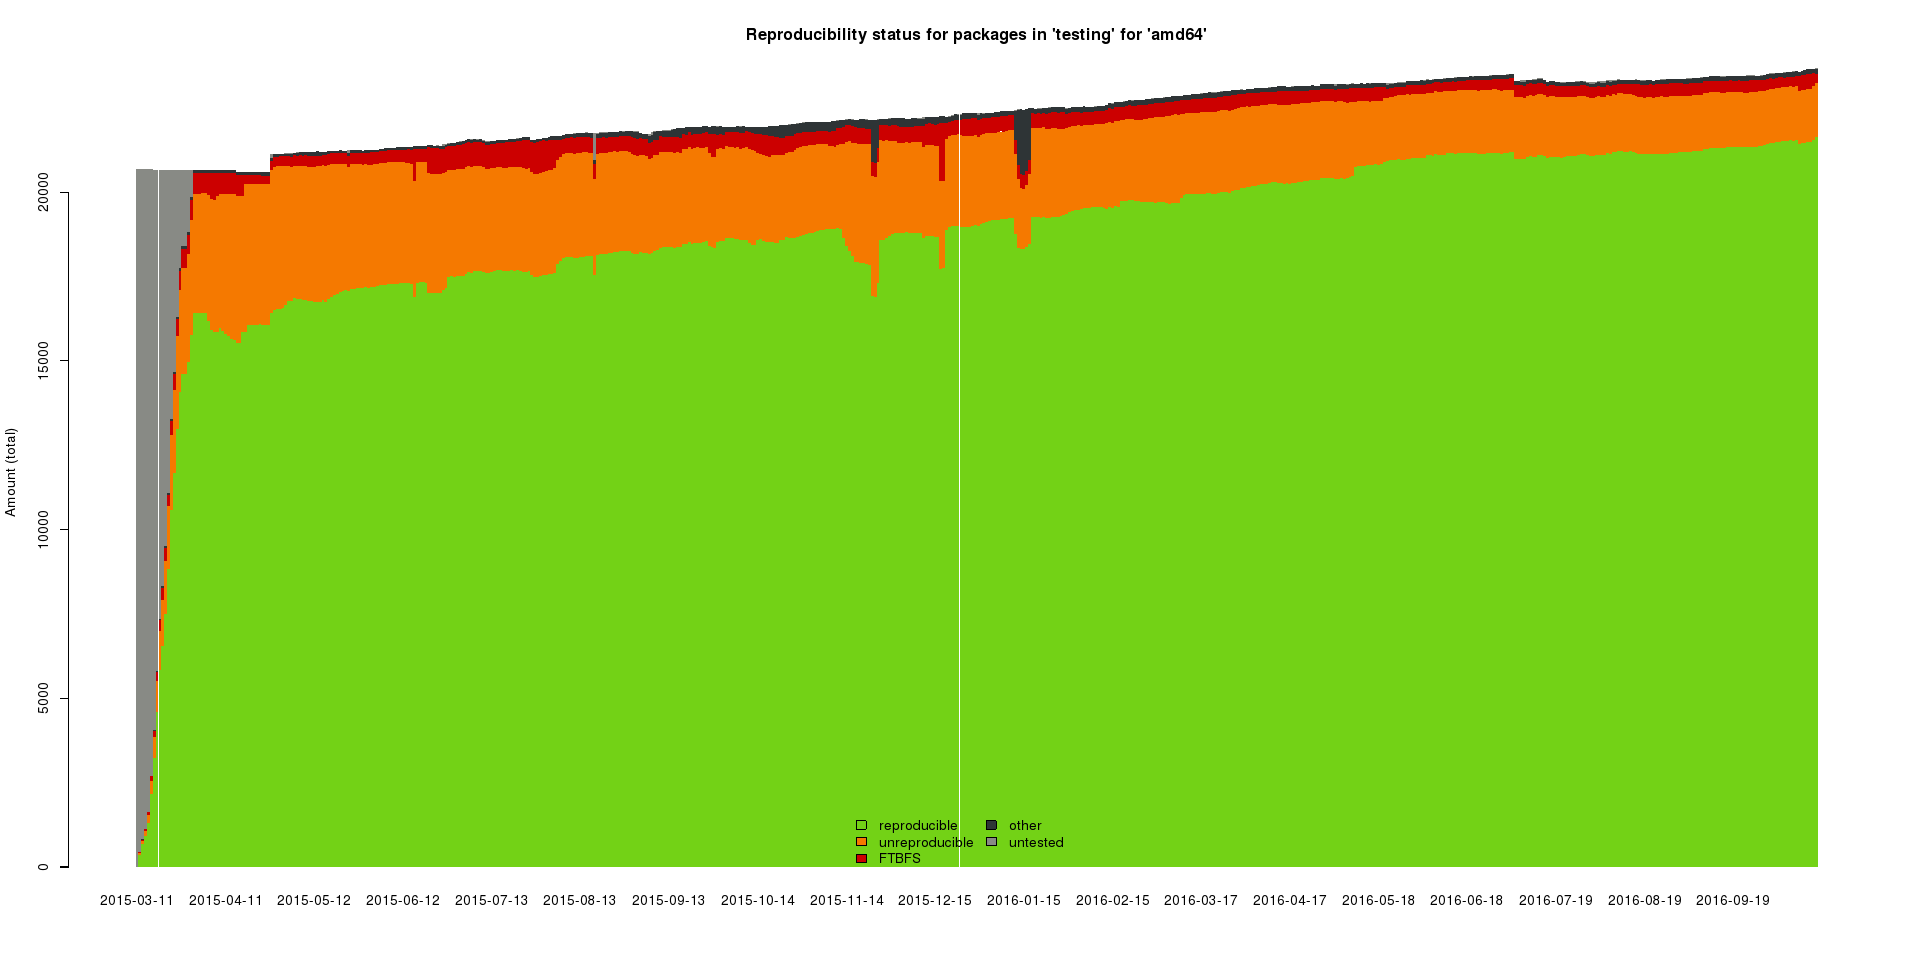 Reproducibility status for packages in 'testing' for 'amd64'
Amount (total)
20000
15000
10000
5000
0
reproducible
unreproducible
FTBFS
other
untested
2015-03-11 2015-04-11 2015-05-12 2015-06-12 2015-07-13 2015-08-13 2015-09-13 2015-10-14 2015-11-14 2015-12-15 2016-01-15 2016-02-15 2016-03-17 2016-04-17 2016-05-18 2016-06-18 2016-07-19 2016-08-19 2016-09-19